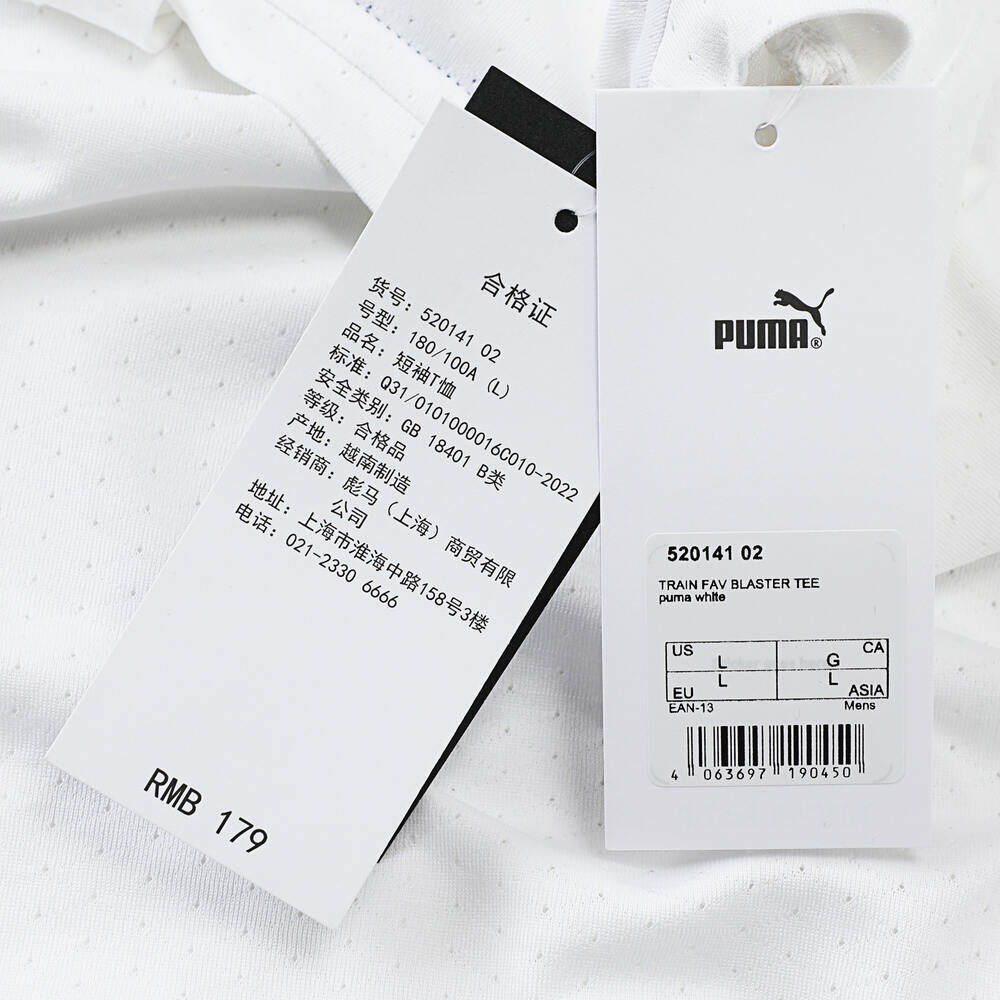 合格证
货号: 520141 02
号型: 180/100A (L)
品名: 短袖T恤
标准: Q31/0101000016C010-2022
安全类别: GB 18401 B类
等级: 合格品
产地: 越南制造
经销商: 彪马(上海)商贸有限
公司
地址: 上海市淮海中路158号3楼
电话: 021-2330 6666
RMB 179
PUMA®
520141 02
TRAIN FAV BLASTER TEE
puma white
US L G CA
EU L L ASIA
EAN-13 Mens
4 063697 190450